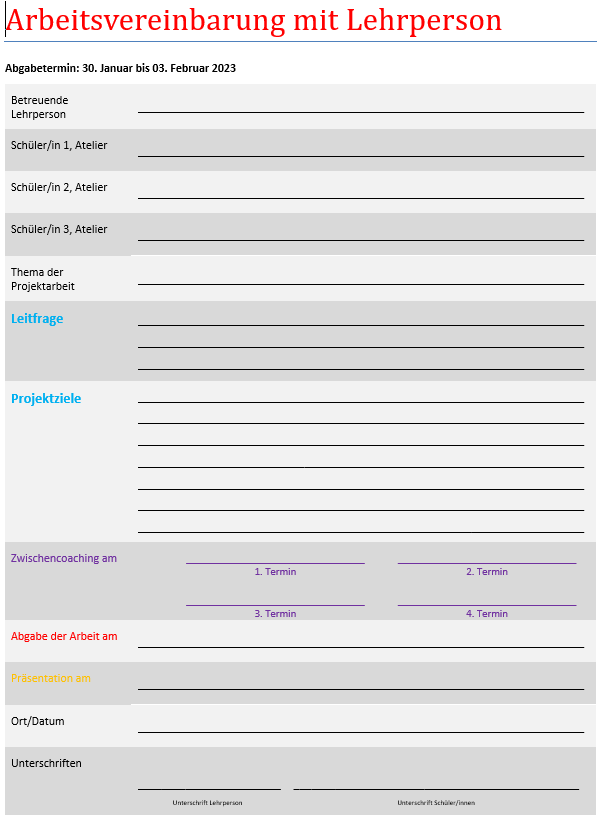 Arbeitsvereinbarung mit Lehrperson
Abgabetermin: 30. Januar bis 03. Februar 2023
Betreuende
Lehrperson
Schüler/in 1, Atelier
Schüler/in 2, Atelier
Schüler/in 3, Atelier
Thema der
Projektarbeit
Leitfrage
Projektziele
Zwischencoaching am
1. Termin 2. Termin
3. Termin 4. Termin
Abgabe der Arbeit am
Präsentation am
Ort/Datum
Unterschriften
Unterschrift Lehrperson Unterschrift Schüler/innen